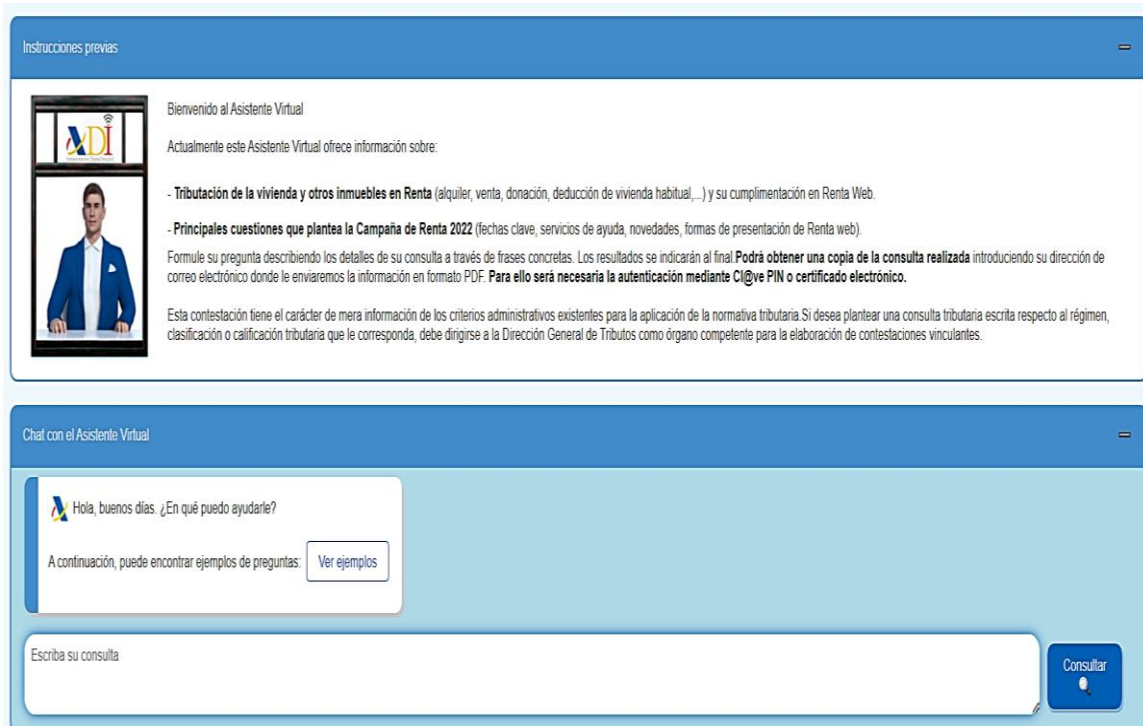 Instrucciones previas
ADI
Bienvenido al Asistente Virtual
Actualmente este Asistente Virtual ofrece información sobre:
- Tributación de la vivienda y otros inmuebles en Renta (alquiler, venta, donación, deducción de vivienda habitual,...) y su cumplimentación en Renta Web.
- Principales cuestiones que plantea la Campaña de Renta 2022 (fechas clave, servicios de ayuda, novedades, formas de presentación de Renta web).
Formule su pregunta describiendo los detalles de su consulta a través de frases concretas. Los resultados se indicarán al final.Podrá obtener una copia de la consulta realizada introduciendo su dirección de
correo electrónico donde le enviaremos la información en formato PDF. Para ello será necesaria la autenticación mediante Cl@ve PIN o certificado electrónico.
Esta contestación tiene el carácter de mera información de los criterios administrativos existentes para la aplicación de la normativa tributaria.Si desea plantear una consulta tributaria escrita respecto al régimen,
clasificación o calificación tributaria que le corresponda, debe dirigirse a la Dirección General de Tributos como órgano competente para la elaboración de contestaciones vinculantes.
Chat con el Asistente Virtual
Hola, buenos días. ¿En qué puedo ayudarle?
A continuación, puede encontrar ejemplos de preguntas: Ver ejemplos
Escriba su consulta
Consultar